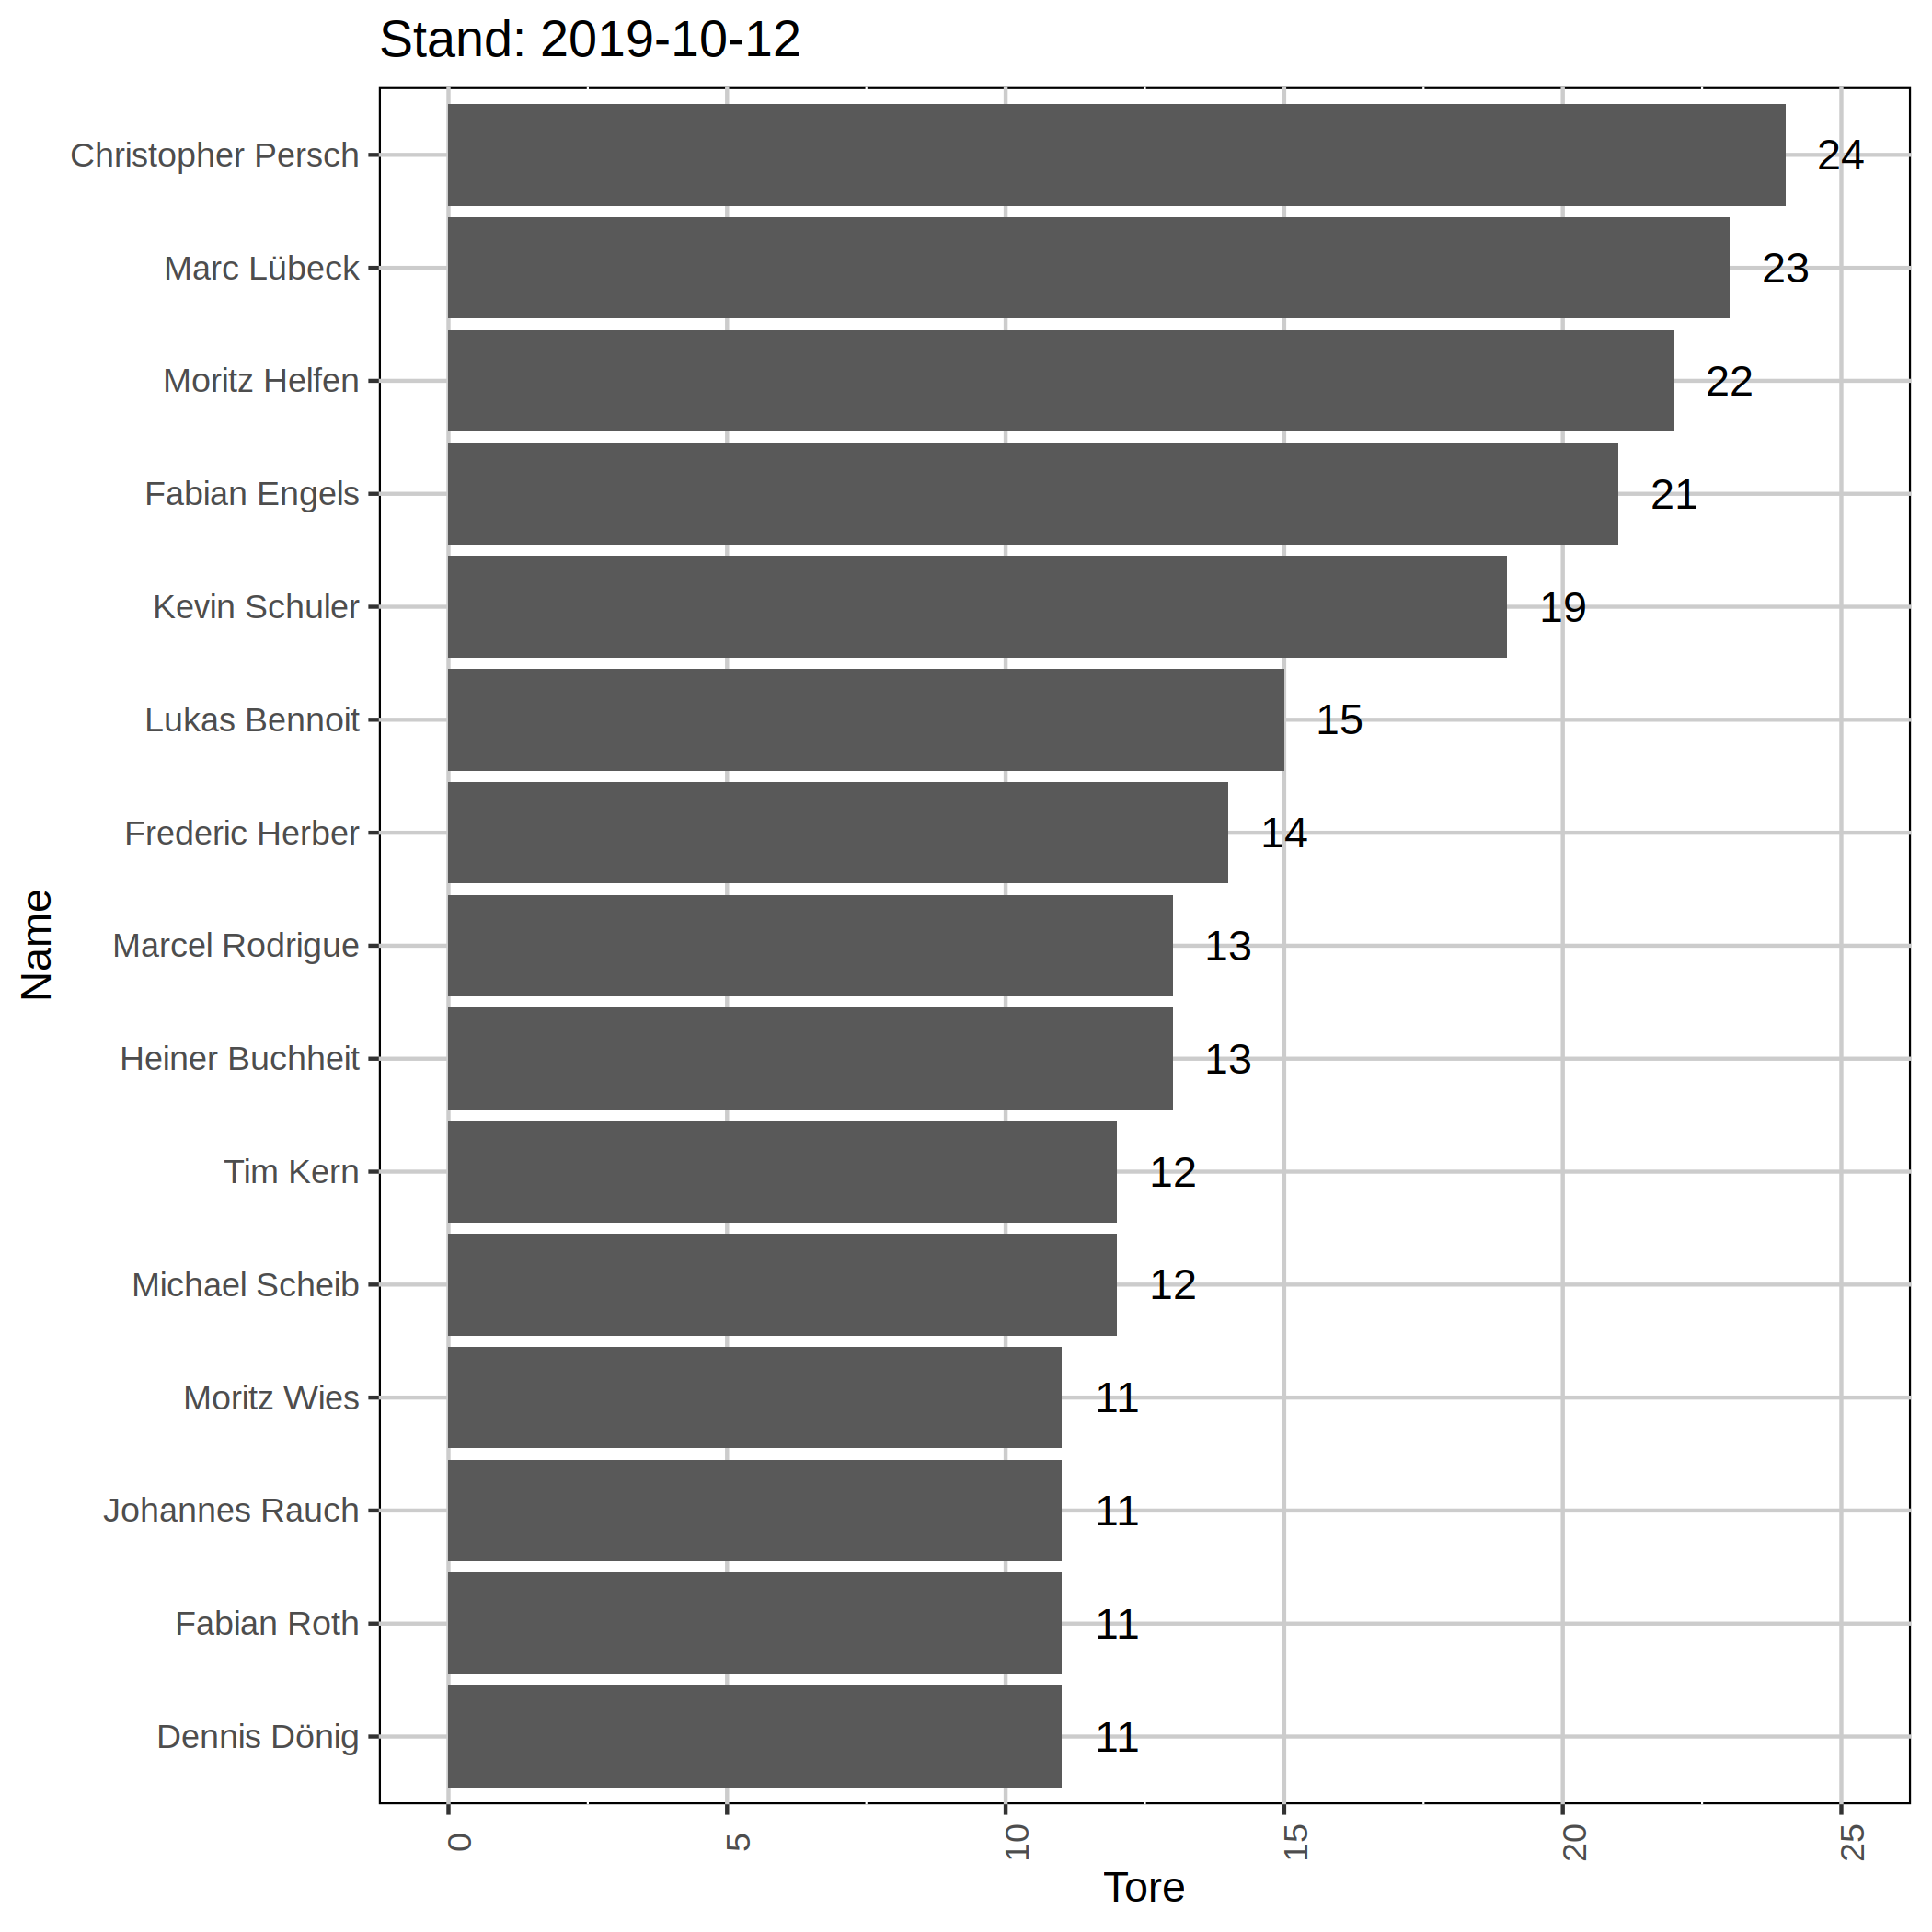 Stand: 2019-10-12
Name
Christopher Persch 24
Marc Lübeck 23
Moritz Helfen 22
Fabian Engels 21
Kevin Schuler 19
Lukas Bennoit 15
Frederic Herber 14
Marcel Rodrigue 13
Heiner Buchheit 13
Tim Kern 12
Michael Scheib 12
Moritz Wies 11
Johannes Rauch 11
Fabian Roth 11
Dennis Dönig 11
0 5 10 15 20 25
Tore